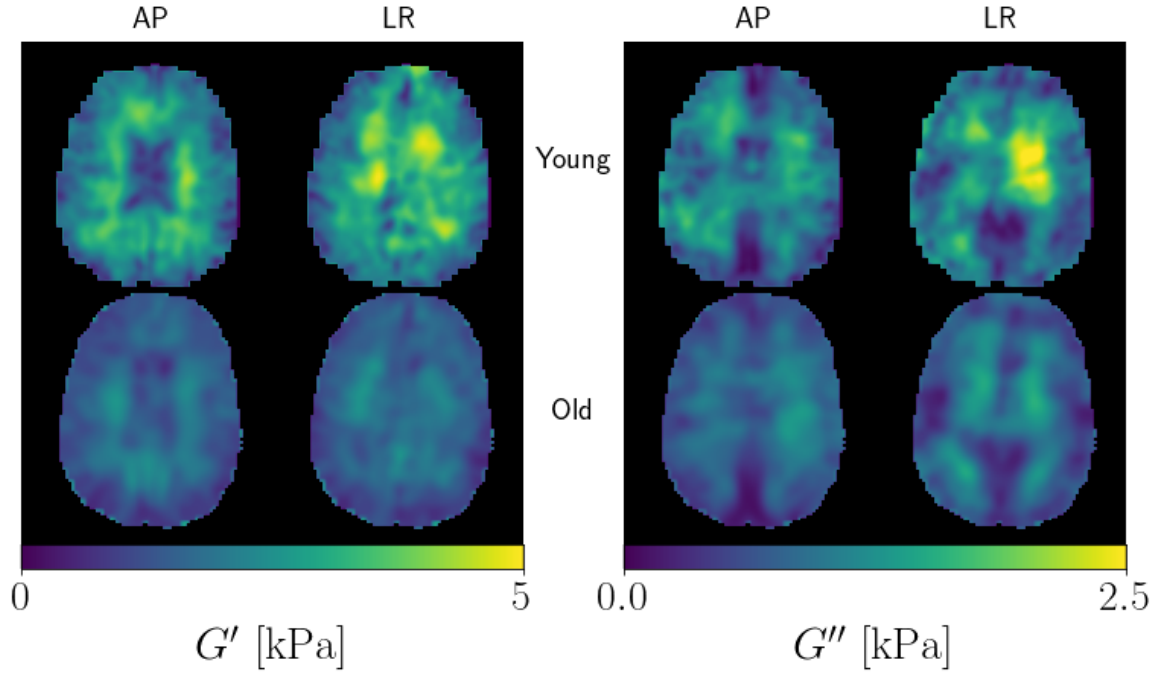 AP LR AP LR
Young
Old
0 5 0.0 2.5
G′ [kPa] G″ [kPa]